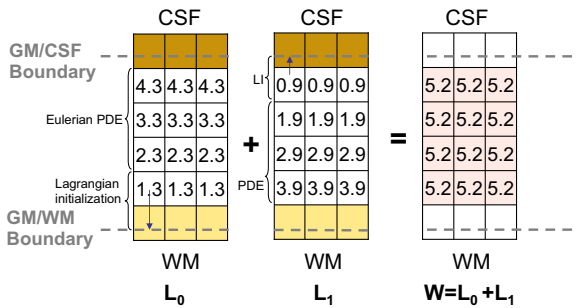 CSF CSF CSF
GM/CSF
Boundary
Eulerian PDE
Lagrangian
initialization
GM/WM
Boundary
4.3 4.3 4.3
3.3 3.3 3.3
2.3 2.3 2.3
1.3 1.3 1.3
WM
L0
+
LI
PDE
0.9 0.9 0.9
1.9 1.9 1.9
2.9 2.9 2.9
3.9 3.9 3.9
WM
L1
=
5.2 5.2 5.2
5.2 5.2 5.2
5.2 5.2 5.2
5.2 5.2 5.2
WM
W=L0+L1